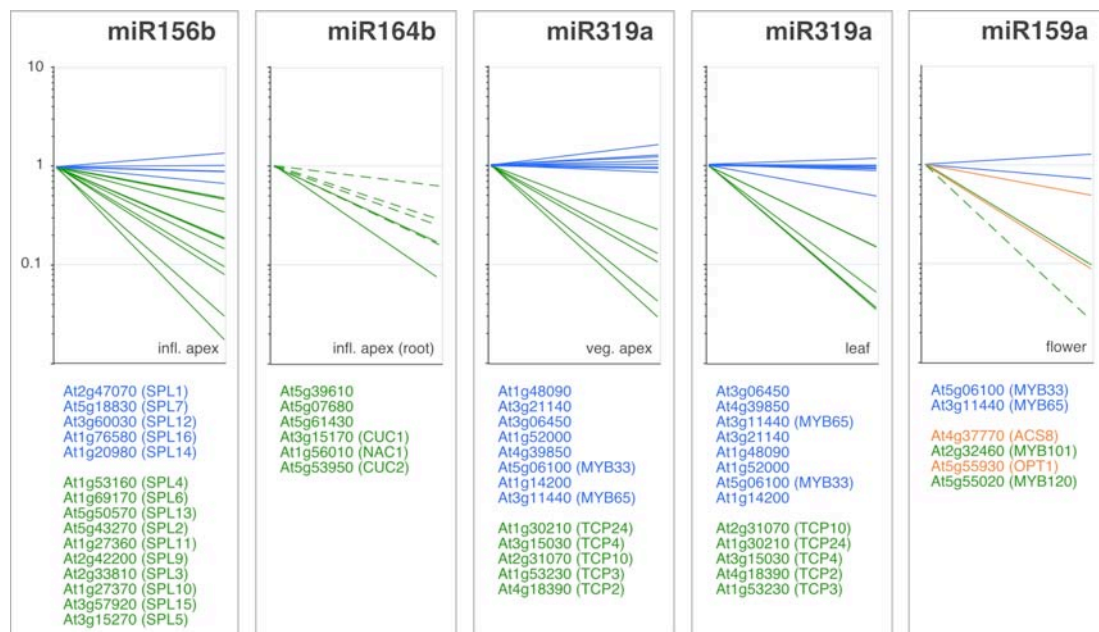 miR156b
10
1
0.1
infl. apex
At2g47070 (SPL1)
At5g18830 (SPL7)
At3g60030 (SPL12)
At1g76580 (SPL16)
At1g20980 (SPL14)
At1g53160 (SPL4)
At1g69170 (SPL6)
At5g50570 (SPL13)
At5g43270 (SPL2)
At1g27360 (SPL11)
At2g42200 (SPL9)
At2g33810 (SPL3)
At1g27370 (SPL10)
At3g57920 (SPL15)
At3g15270 (SPL5)
miR164b
infl. apex (root)
At5g39610
At5g07680
At5g61430
At3g15170 (CUC1)
At1g56010 (NAC1)
At5g53950 (CUC2)
miR319a
veg. apex
At1g48090
At3g21140
At3g06450
At1g52000
At4g39850
At5g06100 (MYB33)
At1g14200
At3g11440 (MYB65)
At1g30210 (TCP24)
At3g15030 (TCP4)
At2g31070 (TCP10)
At1g53230 (TCP3)
At4g18390 (TCP2)
miR319a
leaf
At3g06450
At4g39850
At3g11440 (MYB65)
At3g21140
At1g48090
At1g52000
At5g06100 (MYB33)
At1g14200
At2g31070 (TCP10)
At1g30210 (TCP24)
At3g15030 (TCP4)
At4g18390 (TCP2)
At1g53230 (TCP3)
miR159a
flower
At5g06100 (MYB33)
At3g11440 (MYB65)
At4g37770 (ACS8)
At2g32460 (MYB101)
At5g55930 (OPT1)
At5g55020 (MYB120)